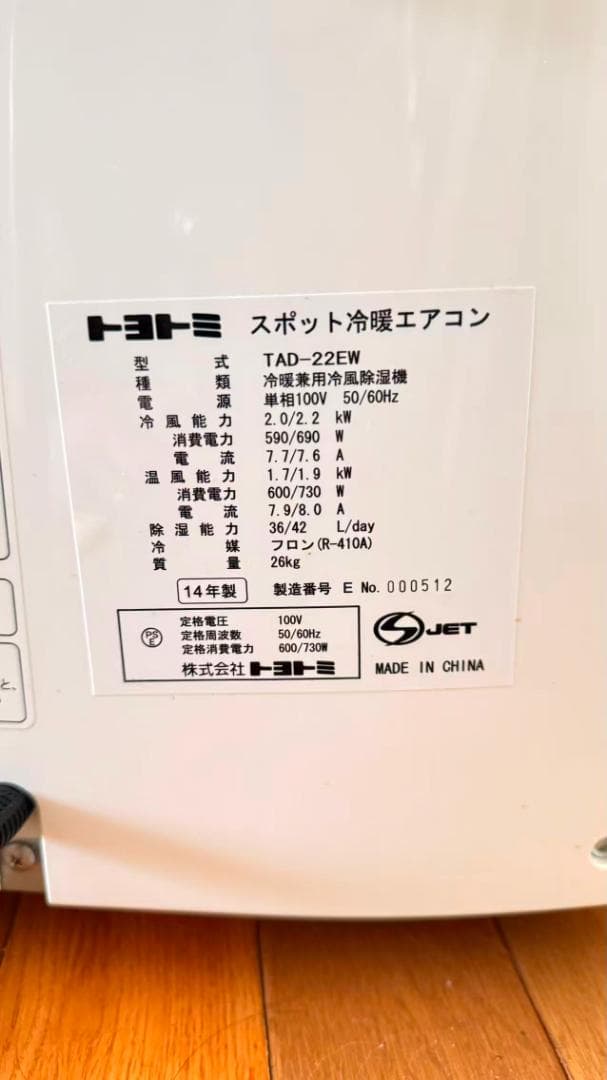 トヨトミ スポット冷暖エアコン
型式 TAD-22EW
種類 冷暖兼用冷風除湿機
電源 単相100V 50/60Hz
冷風能力 2.0/2.2 kW
消費電力 590/690 W
電流 7.7/7.6 A
温風能力 1.7/1.9 kW
消費電力 600/730 W
電流 7.9/8.0 A
除湿能力 36/42 L/day
冷媒 フロン(R-410A)
質量 26kg
14年製 製造番号 E No. 000512
PS E
定格電圧 100V
定格周波数 50/60Hz
定格消費電力 600/730W
株式会社トヨトミ
S JET
MADE IN CHINA
と、